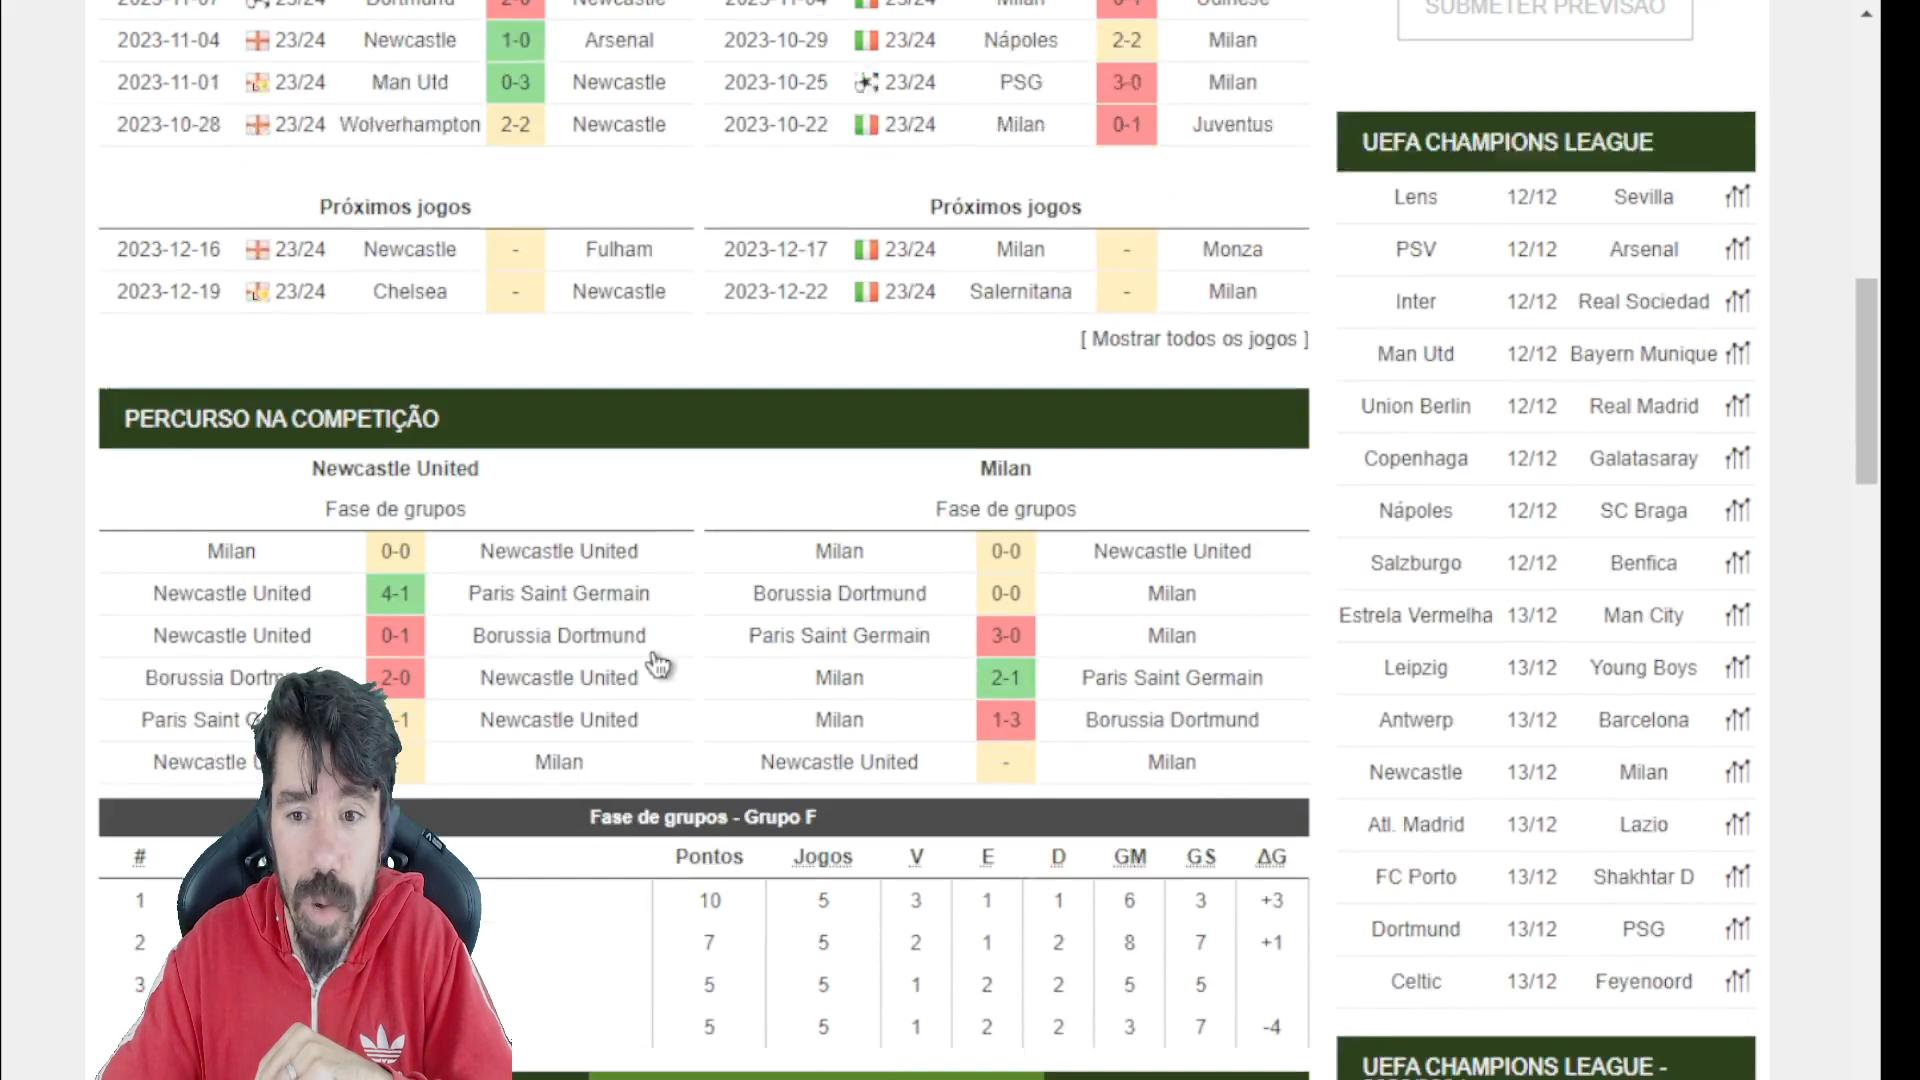 Dortmund 2-0 Newcastle
Milan Udinese
2023-11-04 23/24 Newcastle 1-0 Arsenal
2023-10-29 23/24 Nápoles 2-2 Milan
2023-11-01 23/24 Man Utd 0-3 Newcastle
2023-10-25 23/24 PSG 3-0 Milan
2023-10-28 23/24 Wolverhampton 2-2 Newcastle
2023-10-22 23/24 Milan 0-1 Juventus
Próximos jogos
2023-12-16 23/24 Newcastle - Fulham
2023-12-19 23/24 Chelsea - Newcastle
Próximos jogos
2023-12-17 23/24 Milan - Monza
2023-12-22 23/24 Salernitana - Milan
[ Mostrar todos os jogos ]
PERCURSO NA COMPETIÇÃO
Newcastle United
Fase de grupos
Milan 0-0 Newcastle United
Newcastle United 4-1 Paris Saint Germain
Newcastle United 0-1 Borussia Dortmund
Borussia 2-0 Newcastle United
Paris Saint -1 Newcastle United
Newcastle Milan
Milan
Fase de grupos
Milan 0-0 Newcastle United
Borussia Dortmund 0-0 Milan
Paris Saint Germain 3-0 Milan
Milan 2-1 Paris Saint Germain
Milan 1-3 Borussia Dortmund
Newcastle United - Milan
Fase de grupos - Grupo F
# Pontos Jogos V E D GM GS ΔG
1 10 5 3 1 1 6 3 +3
2 7 5 2 1 2 8 7 +1
3 5 5 1 2 2 5 5
5 5 1 2 2 3 7 -4
SUBMETER PREVISÃO
UEFA CHAMPIONS LEAGUE
Lens 12/12 Sevilla
PSV 12/12 Arsenal
Inter 12/12 Real Sociedad
Man Utd 12/12 Bayern Munique
Union Berlin 12/12 Real Madrid
Copenhaga 12/12 Galatasaray
Nápoles 12/12 SC Braga
Salzburgo 12/12 Benfica
Estrela Vermelha 13/12 Man City
Leipzig 13/12 Young Boys
Antwerp 13/12 Barcelona
Newcastle 13/12 Milan
Atl. Madrid 13/12 Lazio
FC Porto 13/12 Shakhtar D
Dortmund 13/12 PSG
Celtic 13/12 Feyenoord
UEFA CHAMPIONS LEAGUE -